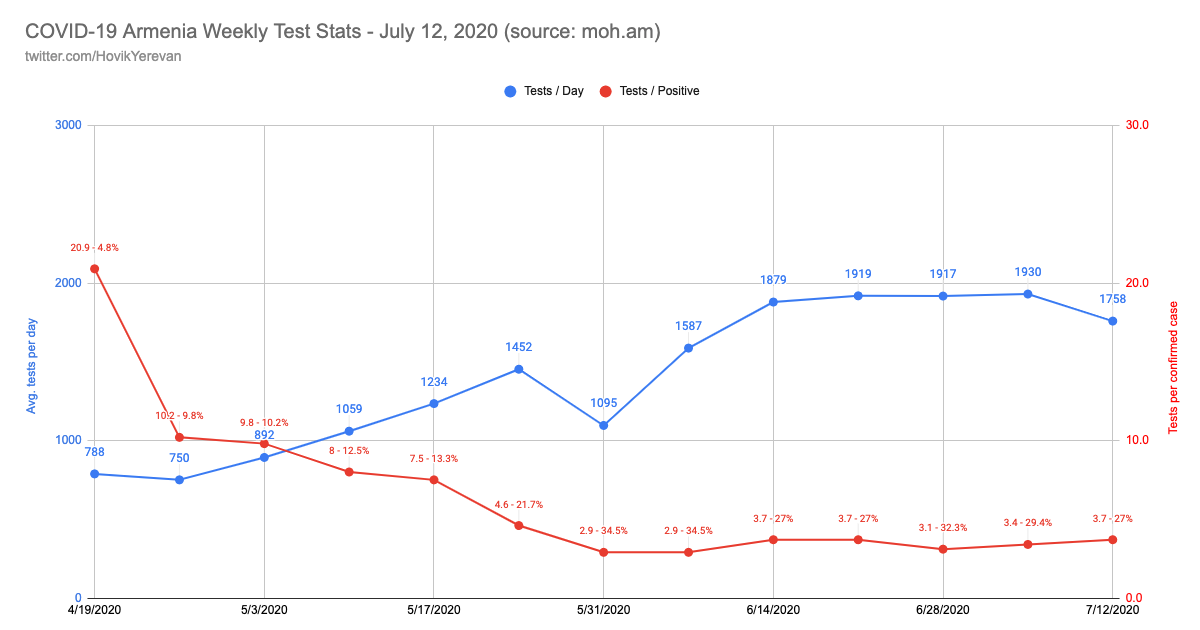 COVID-19 Armenia Weekly Test Stats - July 12, 2020 (source: moh.am)
twitter.com/HovikYerevan
Tests / Day Tests / Positive
3000 30.0
20.9 - 4.8%
1879 1919 1917 1930
2000 20.0
1758
1587
1452
1234
1059
1095
10.2 - 9.8%
9.8 - 10.2%
892
1000 10.0
788 750
8 - 12.5%
7.5 - 13.3%
4.6 - 21.7%
2.9 - 34.5% 2.9 - 34.5% 3.7 - 27% 3.7 - 27% 3.1 - 32.3% 3.4 - 29.4% 3.7 - 27%
0 0.0
4/19/2020 5/3/2020 5/17/2020 5/31/2020 6/14/2020 6/28/2020 7/12/2020
Avg. tests per day
Tests per confirmed case